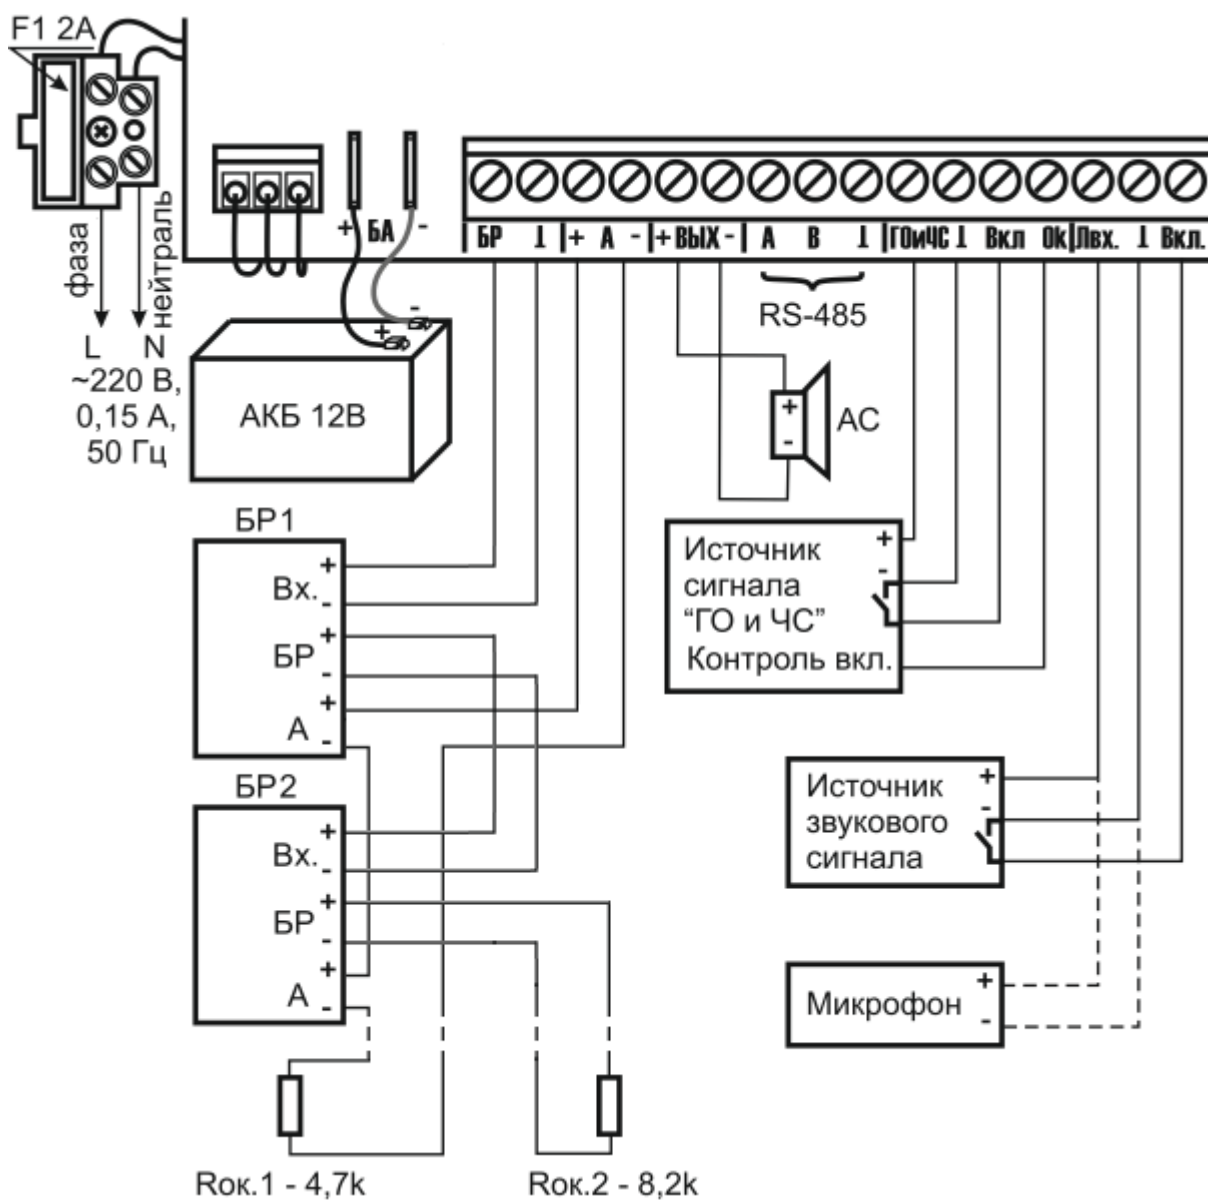 F1 2A
+ БА -
БР ⊥ + А - + ВЫХ - А В ⊥ ГОиЧС ⊥ Вкл Ok Лвх. ⊥ Вкл.
фаза
нейтраль
RS-485
L N
~220 В,
0,15 А,
50 Гц
+ -
АКБ 12В
+
-
АС
БР1
+
Вх.
-
+
БР
-
+
А
-
Источник
сигнала
“ГО и ЧС”
Контроль вкл.
+
-
БР2
+
Вх.
-
+
БР
-
+
А
-
Источник
звукового
сигнала
+
-
Микрофон
+
-
Rок.1 - 4,7k
Rок.2 - 8,2k